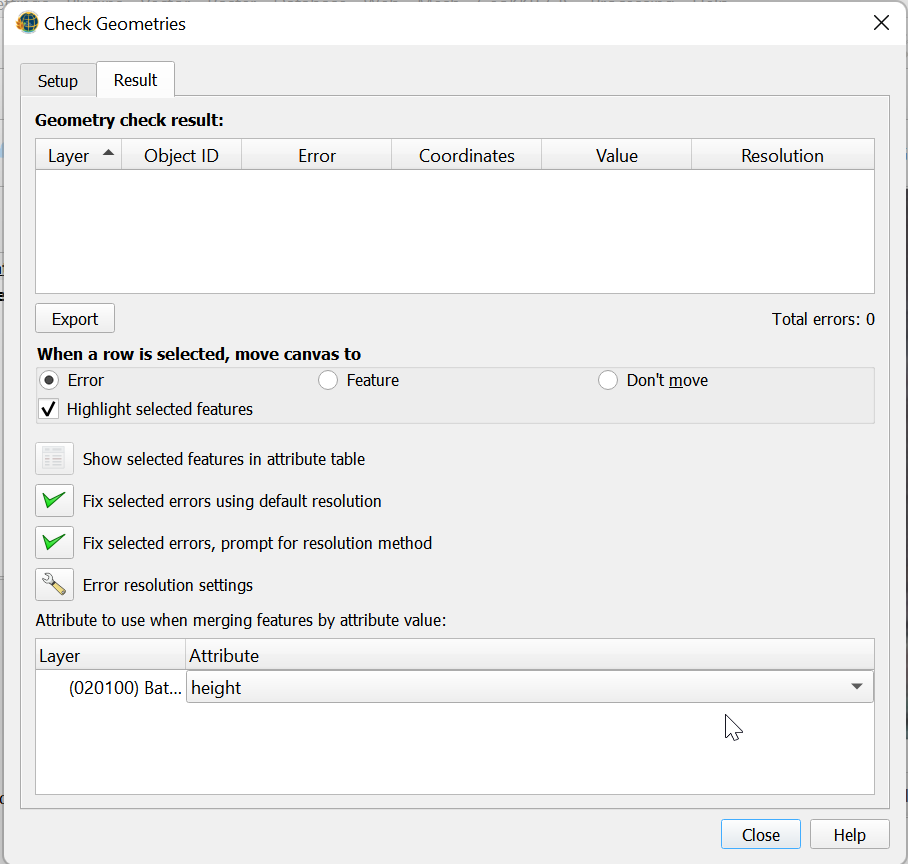 Check Geometries
Setup
Result
Geometry check result:
Layer Object ID Error Coordinates Value Resolution
Export
Total errors: 0
When a row is selected, move canvas to
Error Feature Don't move
Highlight selected features
Show selected features in attribute table
Fix selected errors using default resolution
Fix selected errors, prompt for resolution method
Error resolution settings
Attribute to use when merging features by attribute value:
Layer Attribute
(020100) Bat... height
Close Help